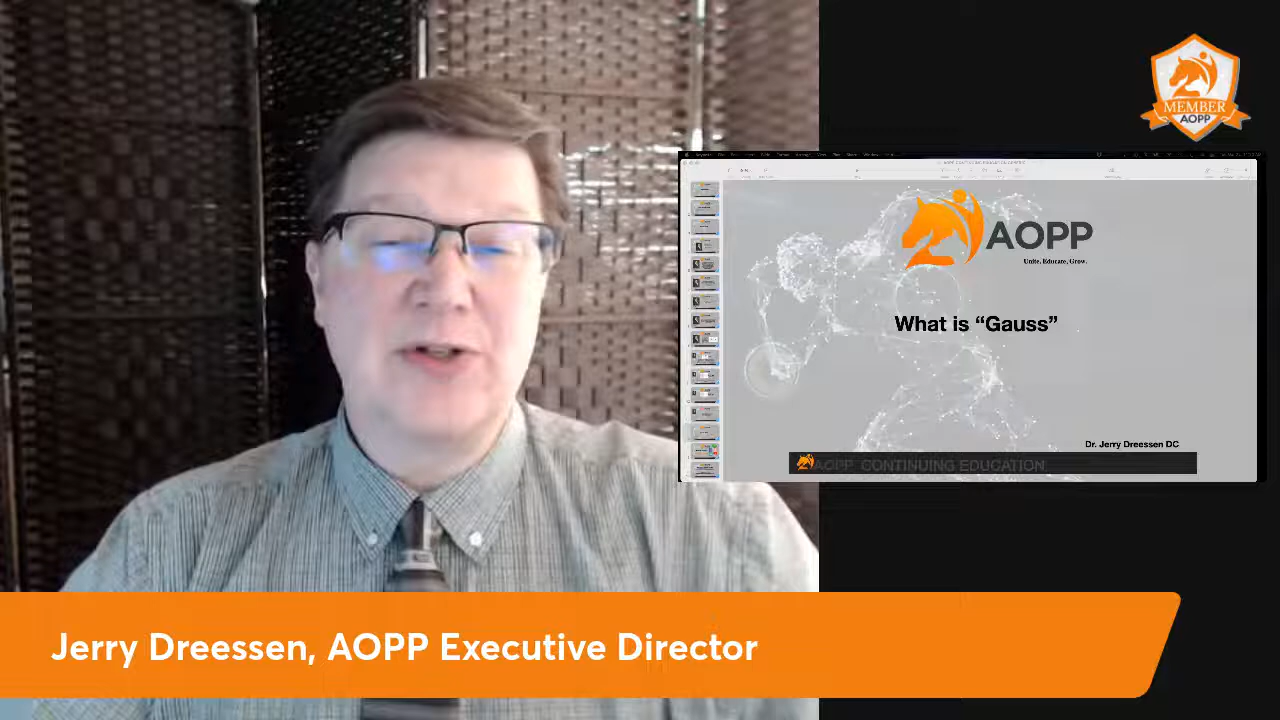 MEMBER
AOPP
AOPP
Unite. Educate. Grow.
What is “Gauss”
Dr. Jerry Dreessen DC
AOPP CONTINUING EDUCATION
Jerry Dreessen, AOPP Executive Director